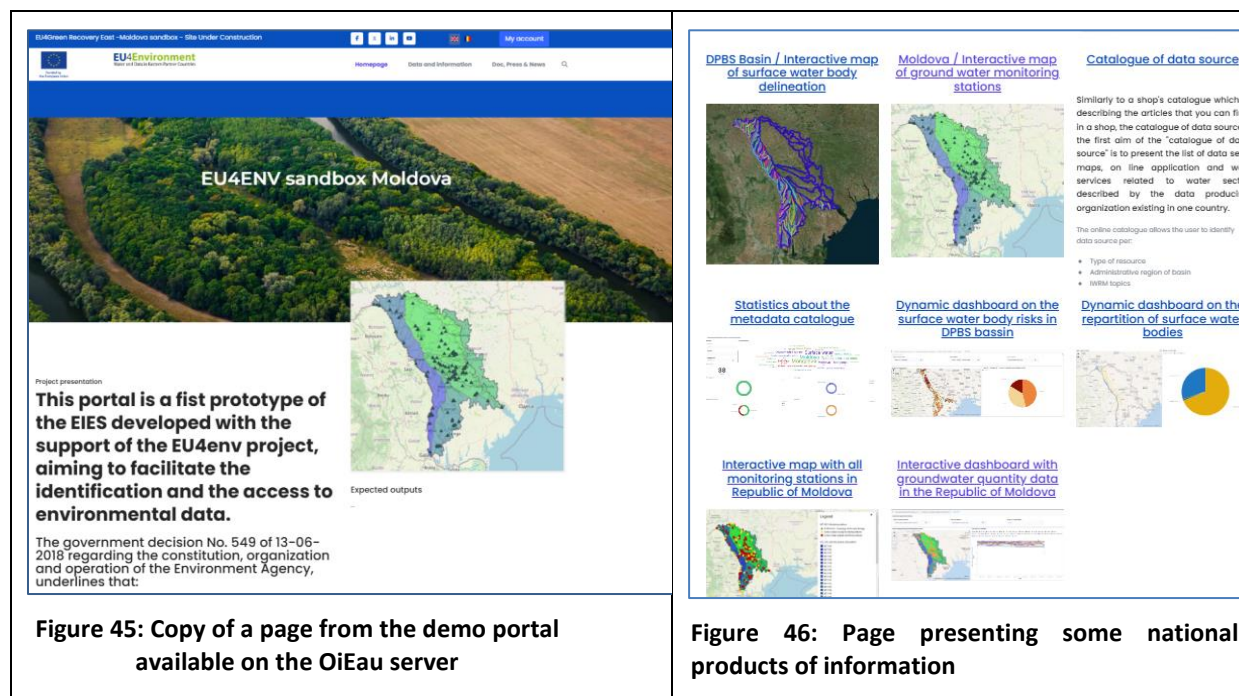 EU4Green Recovery East -Moldova sandbox - Site Under Construction
My account
EU4Environment
Water and Data in Eastern Partner Countries
Homepage
Data and Information
Doc, Press & News
EU4ENV sandbox Moldova
Project presentation
This portal is a fist prototype of
the EIES developed with the
support of the EU4env project,
aiming to facilitate the
identification and the access to
environmental data.
The government decision No. 549 of 13-06-
2018 regarding the constitution, organization
and operation of the Environment Agency,
underlines that:
Expected outputs
...
Figure 45: Copy of a page from the demo portal
available on the OiEau server
DPBS Basin / Interactive map
of surface water body
delineation
Moldova / Interactive map
of ground water monitoring
stations
Catalogue of data source
Similarly to a shop's catalogue which
describing the articles that you can fi
in a shop, the catalogue of data source
the first aim of the "catalogue of da
source" is to present the list of data se
maps, on line application and w
services related to water sect
described by the data produci
organization existing in one country.
The online catalogue allows the user to identify
data source per:
Type of resource
Administrative region of basin
IWRM topics
Statistics about the
metadata catalogue
38
Dynamic dashboard on the
surface water body risks in
DPBS bassin
Dynamic dashboard on the
repartition of surface wate
bodies
Interactive map with all
monitoring stations in
Republic of Moldova
Interactive dashboard with
groundwater quantity data
in the Republic of Moldova
Figure 46: Page presenting some national
products of information